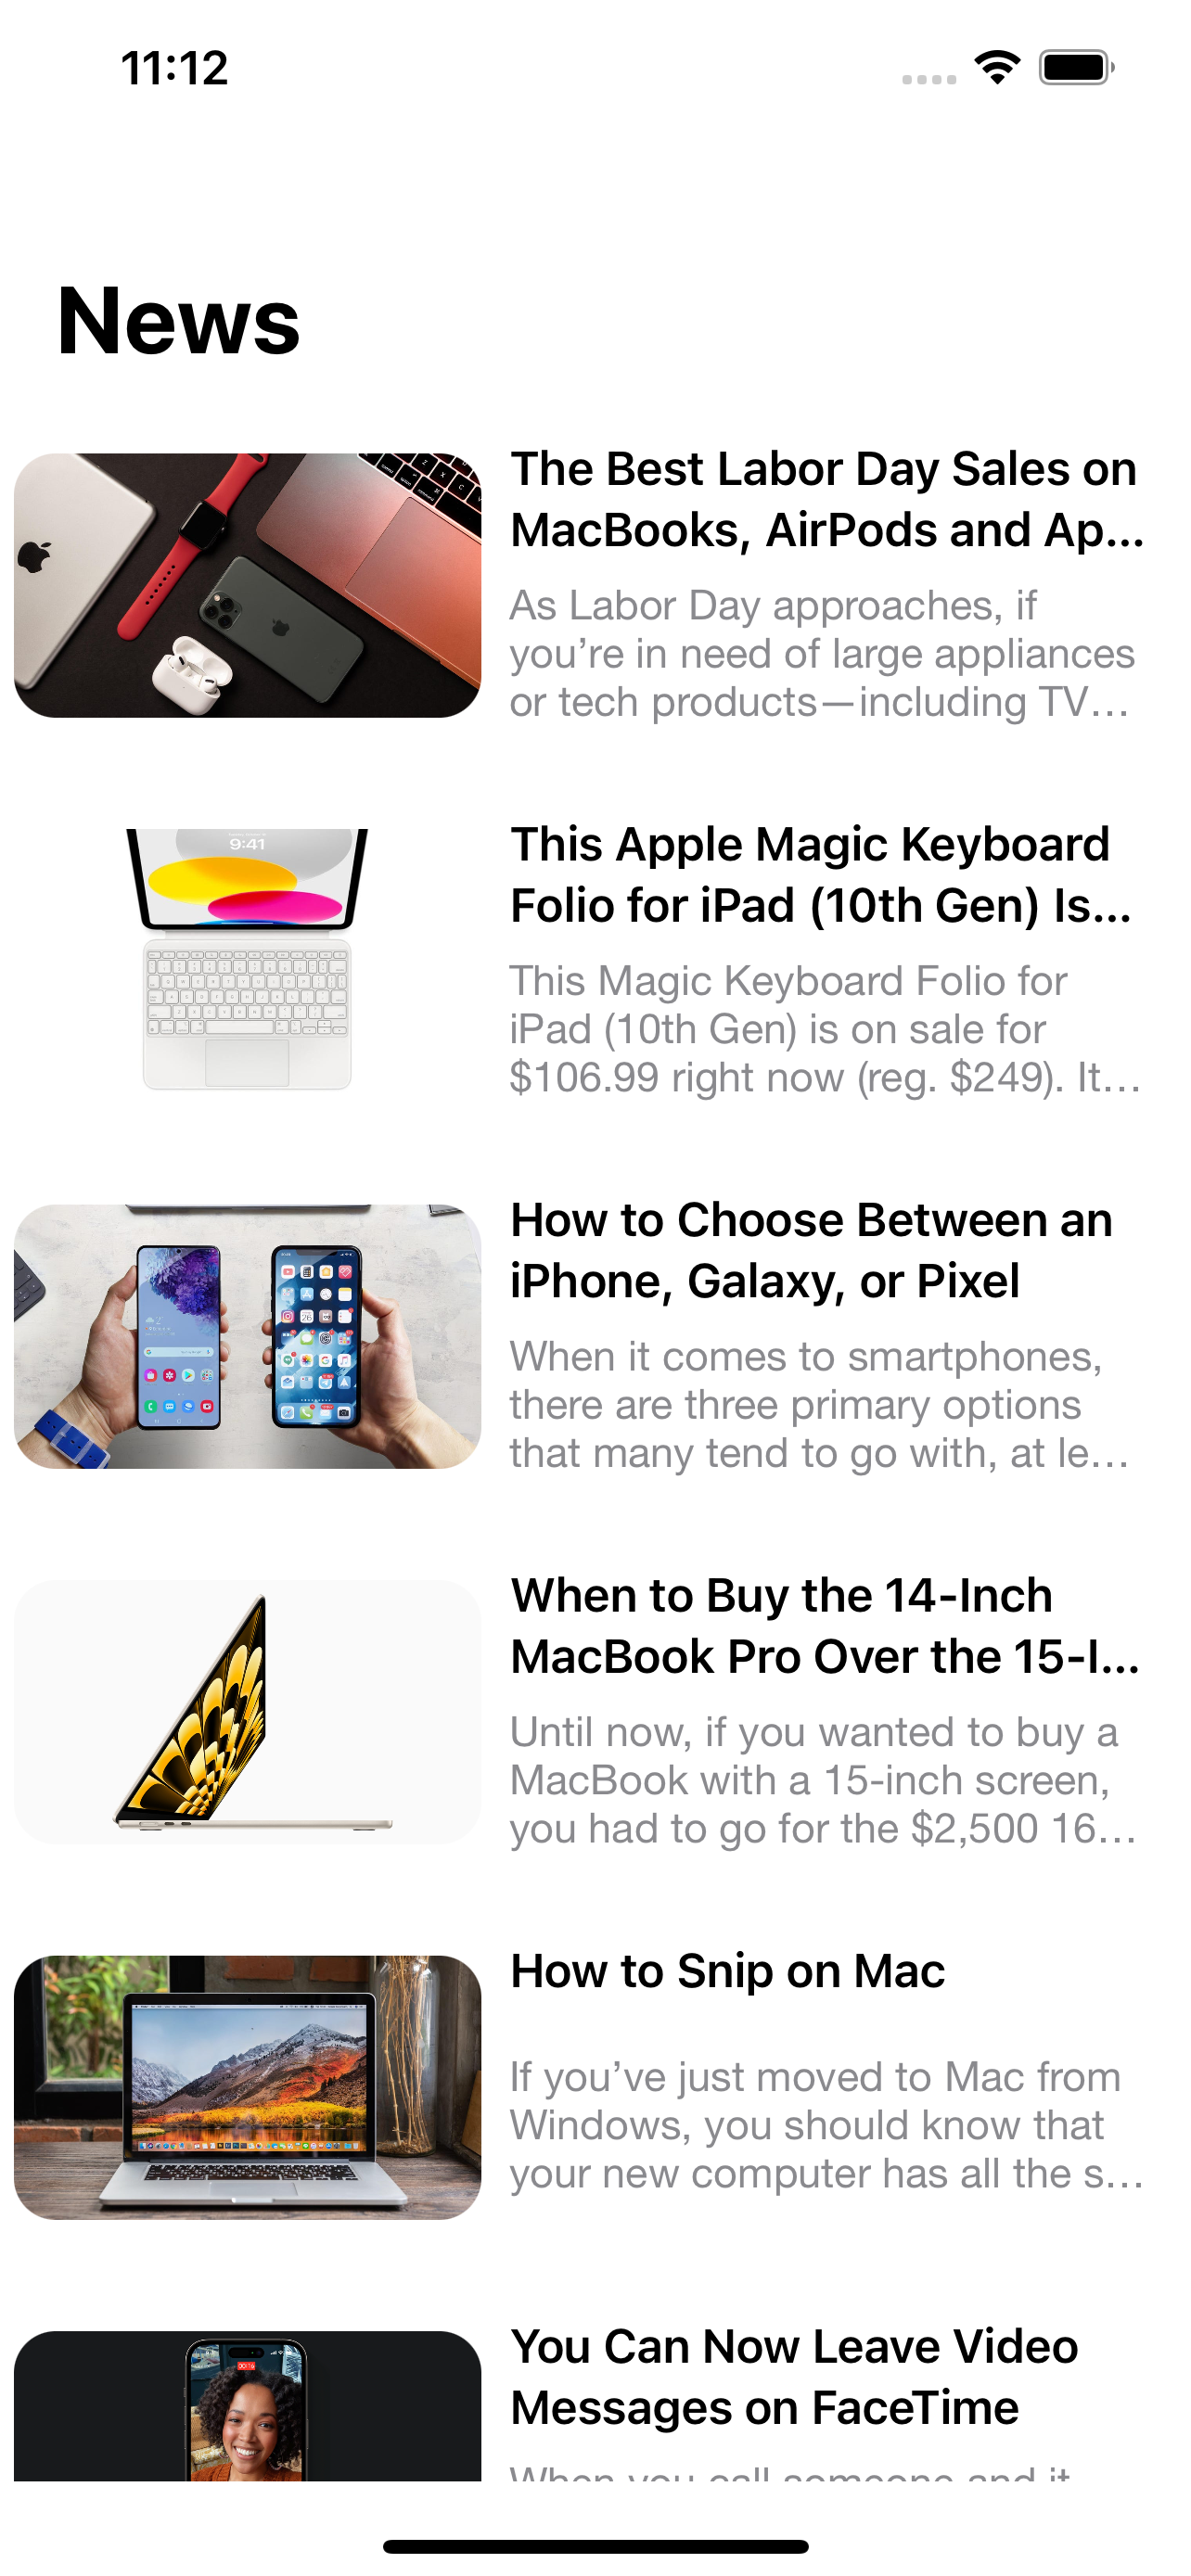 11:12
News
The Best Labor Day Sales on
MacBooks, AirPods and Ap...
As Labor Day approaches, if
you’re in need of large appliances
or tech products—including TV...
9:41
This Apple Magic Keyboard
Folio for iPad (10th Gen) Is...
This Magic Keyboard Folio for
iPad (10th Gen) is on sale for
$106.99 right now (reg. $249). It...
How to Choose Between an
iPhone, Galaxy, or Pixel
When it comes to smartphones,
there are three primary options
that many tend to go with, at le...
When to Buy the 14-Inch
MacBook Pro Over the 15-I...
Until now, if you wanted to buy a
MacBook with a 15-inch screen,
you had to go for the $2,500 16...
How to Snip on Mac
If you’ve just moved to Mac from
Windows, you should know that
your new computer has all the s...
You Can Now Leave Video
Messages on FaceTime
When you call someone and it